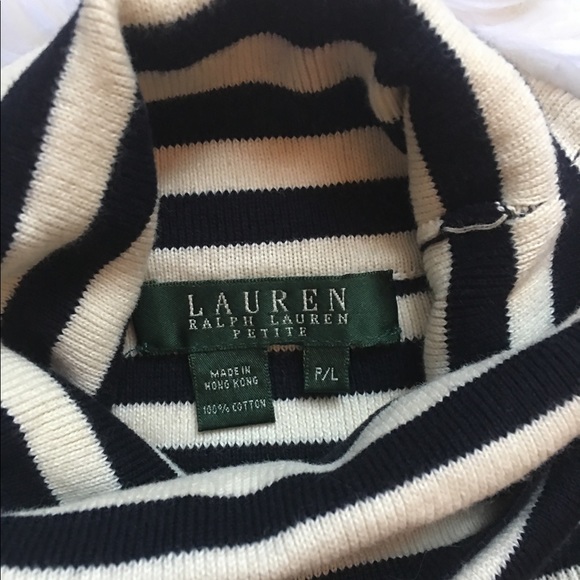 LAUREN
RALPH LAUREN
PETITE
MADE IN
HONG KONG
100% COTTON
P/L